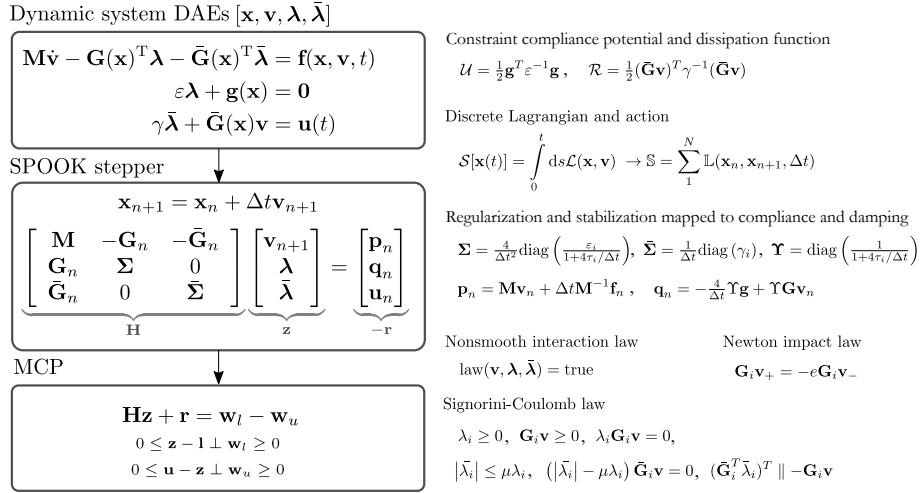 Dynamic system DAEs [𝐱, 𝐯, 𝛌, 𝛌̄]
𝐌𝐯̇ − 𝐆(𝐱)ᵀ𝛌 − 𝐆̄(𝐱)ᵀ𝛌̄ = 𝐟(𝐱, 𝐯, t)
ε𝛌 + 𝐠(𝐱) = 𝟎
γ𝛌̄ + 𝐆̄(𝐱)𝐯 = 𝐮(t)
SPOOK stepper
𝐱ₙ₊₁ = 𝐱ₙ + Δt𝐯ₙ₊₁
[𝐌 −𝐆ₙ −𝐆̄ₙ] [𝐯ₙ₊₁] [𝐩ₙ]
[𝐆ₙ 𝚺 0] [𝛌] = [𝐪ₙ]
[𝐆̄ₙ 0 𝚺̄] [𝛌̄] [𝐮ₙ]
𝐇 𝐳 −𝐫
MCP
𝐇𝐳 + 𝐫 = 𝐰_l − 𝐰_u
0 ≤ 𝐳 − 𝐥 ⊥ 𝐰_l ≥ 0
0 ≤ 𝐮 − 𝐳 ⊥ 𝐰_u ≥ 0
Constraint compliance potential and dissipation function
𝒰 = ½𝐠ᵀε⁻¹𝐠 , ℛ = ½(𝐆̄𝐯)ᵀγ⁻¹(𝐆̄𝐯)
Discrete Lagrangian and action
𝒮[𝐱(t)] = ∫₀ᵗ dsℒ(𝐱, 𝐯) → 𝕊 = ∑₁ᴺ 𝕃(𝐱ₙ, 𝐱ₙ₊₁, Δt)
Regularization and stabilization mapped to compliance and damping
𝚺 = 4/Δt² diag (εᵢ/(1+4τᵢ/Δt)), 𝚺̄ = 1/Δt diag (γᵢ), 𝚼 = diag (1/(1+4τᵢ/Δt))
𝐩ₙ = 𝐌𝐯ₙ + Δt𝐌⁻¹𝐟ₙ , 𝐪ₙ = −4/Δt 𝚼𝐠 + 𝚼𝐆𝐯ₙ
Nonsmooth interaction law Newton impact law
law(𝐯, 𝛌, 𝛌̄) = true 𝐆ᵢ𝐯₊ = −e𝐆ᵢ𝐯₋
Signorini-Coulomb law
λᵢ ≥ 0 , 𝐆ᵢ𝐯 ≥ 0, λᵢ𝐆ᵢ𝐯 = 0,
|λ̄ᵢ| ≤ μλᵢ , (|λ̄ᵢ| − μλᵢ) 𝐆̄ᵢ𝐯 = 0, (𝐆̄ᵢᵀλ̄ᵢ)ᵀ ∥ −𝐆ᵢ𝐯